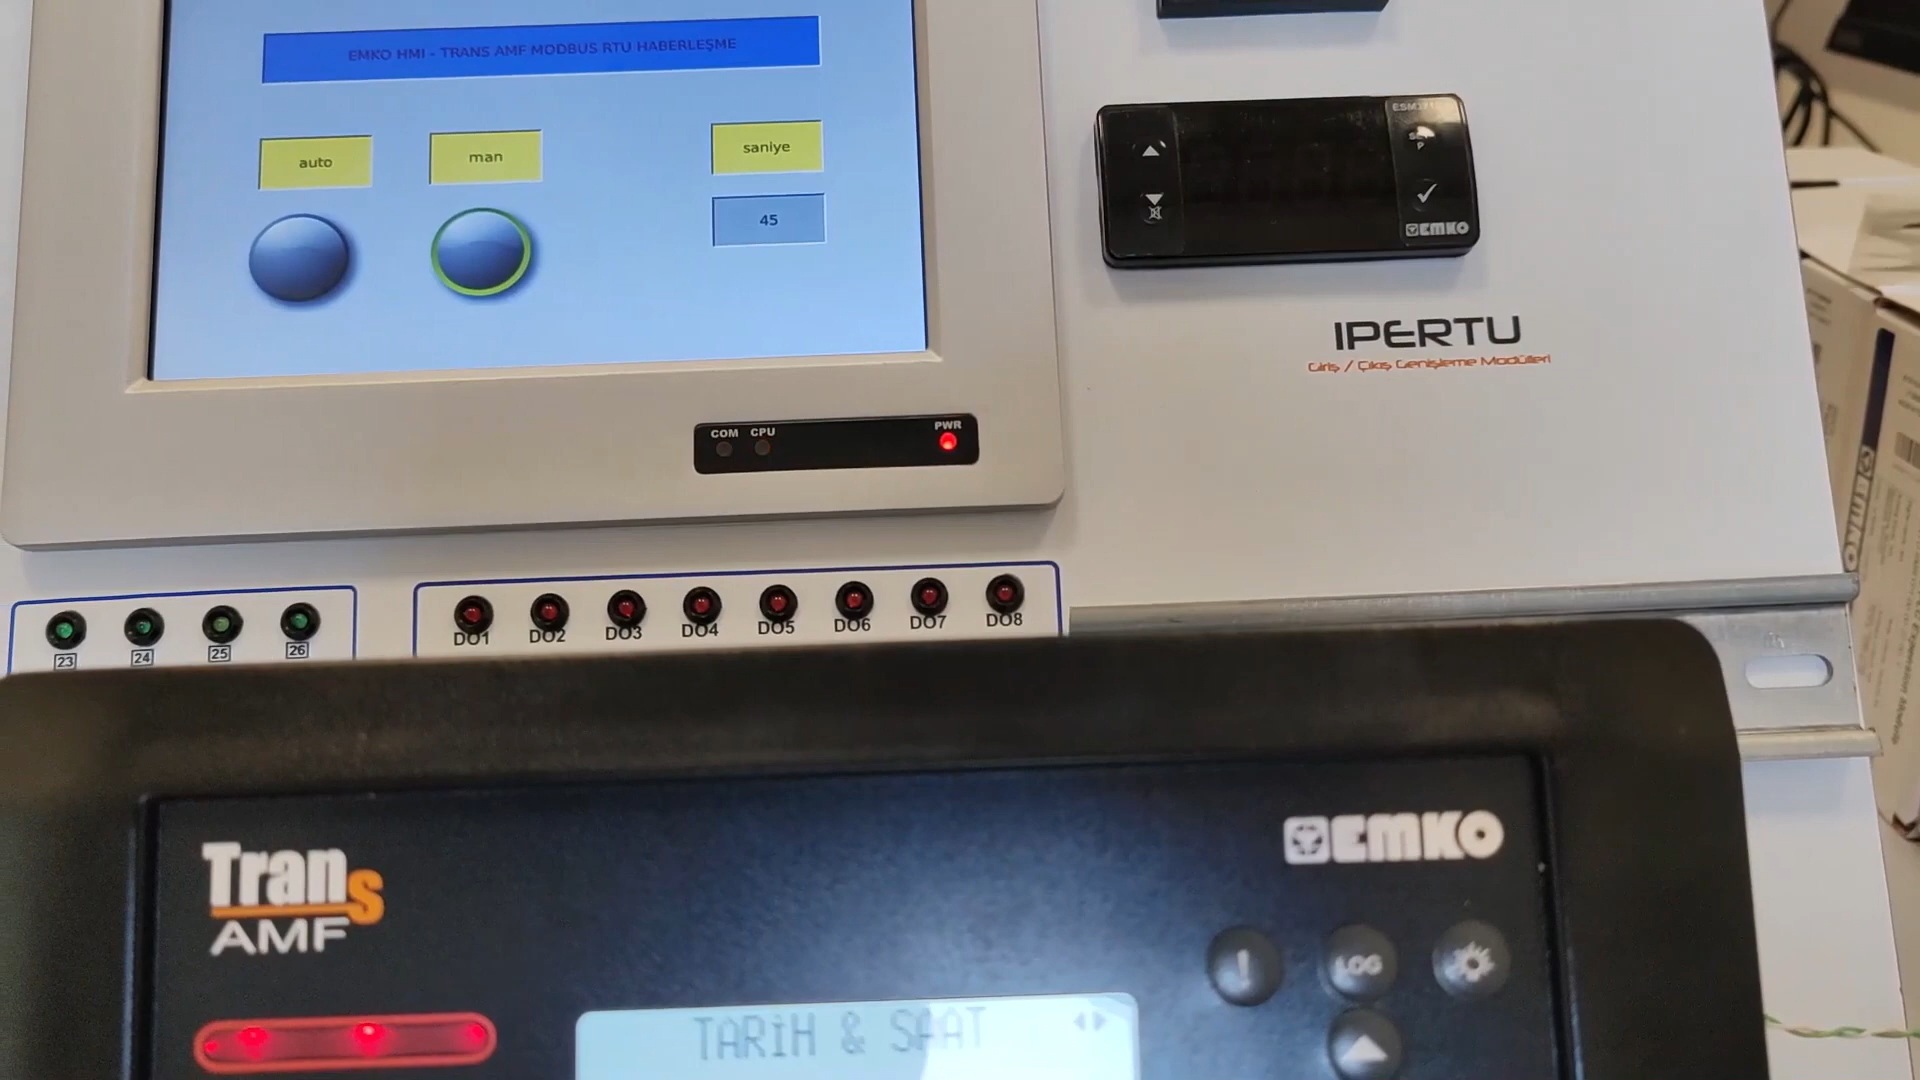 EMKO HMI - TRANS AMF MODBUS RTU HABERLEŞME
auto
man
saniye
45
P
EMKO
IPERTU
Giriş / Çıkış Genişleme Modülleri
COM
CPU
PWR
23
24
25
26
DO1
DO2
DO3
DO4
DO5
DO6
DO7
DO8
EMKO
Trans
AMF
EMKO
!
LOG
TARiH & SAAT